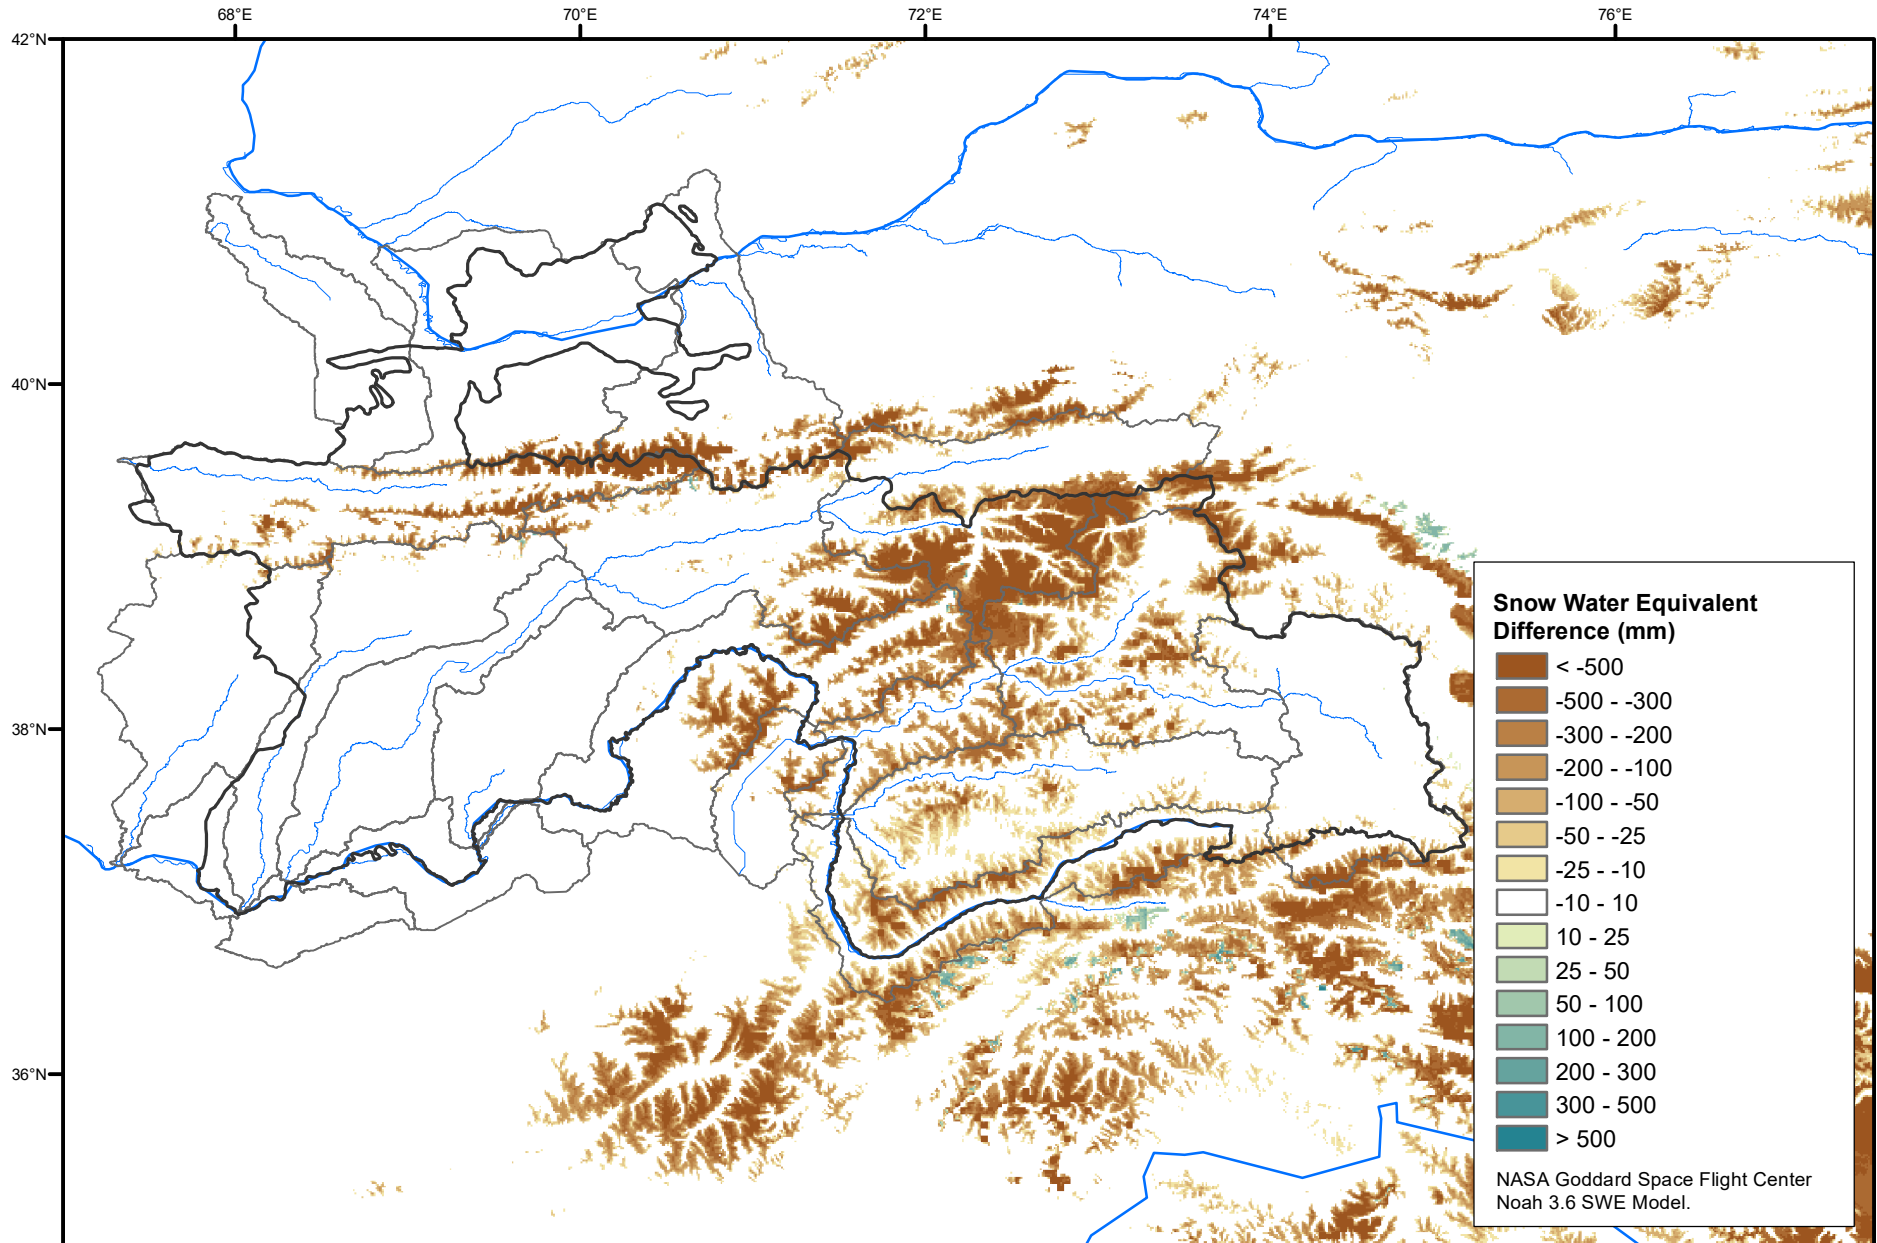 68°E 70°E 72°E 74°E 76°E
42°N
40°N
38°N
36°N
Snow Water Equivalent
Difference (mm)
< -500
-500 - -300
-300 - -200
-200 - -100
-100 - -50
-50 - -25
-25 - -10
-10 - 10
10 - 25
25 - 50
50 - 100
100 - 200
200 - 300
300 - 500
> 500
NASA Goddard Space Flight Center
Noah 3.6 SWE Model.